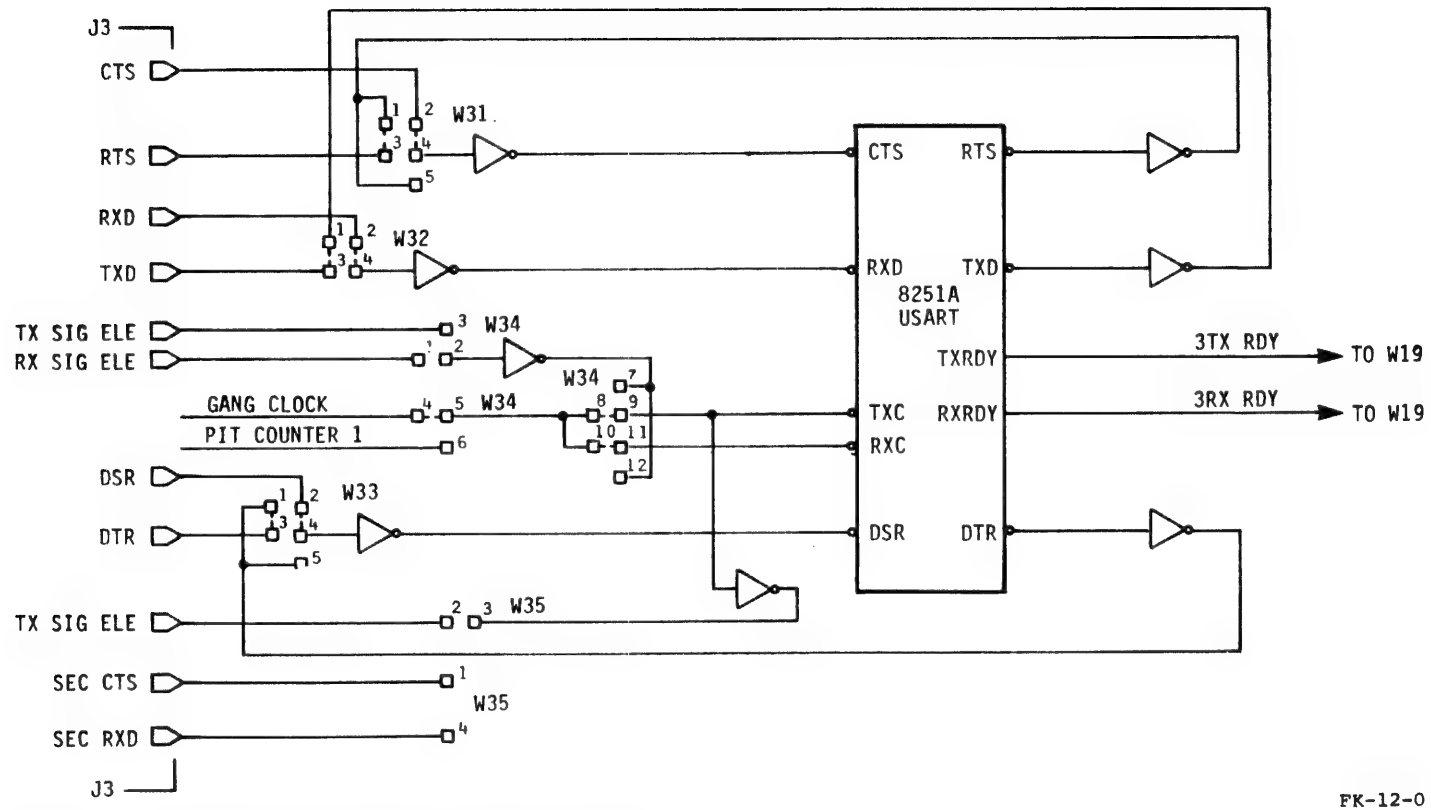 J3
CTS
1 2 W31.
RTS
3 4
5
CTS RTS
RXD
1 2 W32
TXD
3 4
RXD TXD
8251A
USART
TX SIG ELE
3 W34
RX SIG ELE
1 2
TXRDY 3TX RDY TO W19
W34 7
GANG CLOCK
4 5 W34 8 9
TXC RXRDY 3RX RDY TO W19
PIT COUNTER 1
6 10 11
RXC
12
DSR
1 2 W33
DTR
3 4
5
DSR DTR
TX SIG ELE
2 3 W35
SEC CTS
1
W35
SEC RXD
4
J3
FK-12-0